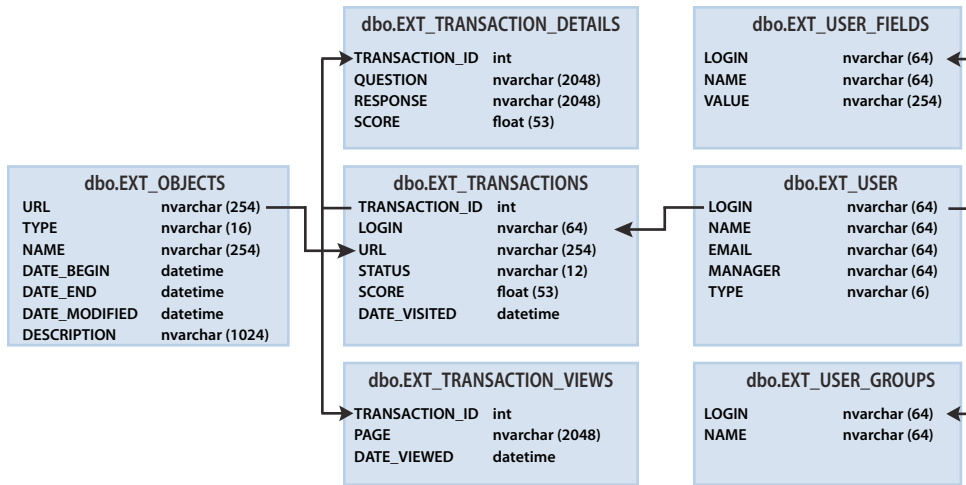 dbo.EXT_TRANSACTION_DETAILS
TRANSACTION_ID int
QUESTION nvarchar (2048)
RESPONSE nvarchar (2048)
SCORE float (53)
dbo.EXT_USER_FIELDS
LOGIN nvarchar (64)
NAME nvarchar (64)
VALUE nvarchar (254)
dbo.EXT_OBJECTS
URL nvarchar (254)
TYPE nvarchar (16)
NAME nvarchar (254)
DATE_BEGIN datetime
DATE_END datetime
DATE_MODIFIED datetime
DESCRIPTION nvarchar (1024)
dbo.EXT_TRANSACTIONS
TRANSACTION_ID int
LOGIN nvarchar (64)
URL nvarchar (254)
STATUS nvarchar (12)
SCORE float (53)
DATE_VISITED datetime
dbo.EXT_USER
LOGIN nvarchar (64)
NAME nvarchar (64)
EMAIL nvarchar (64)
MANAGER nvarchar (64)
TYPE nvarchar (6)
dbo.EXT_TRANSACTION_VIEWS
TRANSACTION_ID int
PAGE nvarchar (2048)
DATE_VIEWED datetime
dbo.EXT_USER_GROUPS
LOGIN nvarchar (64)
NAME nvarchar (64)